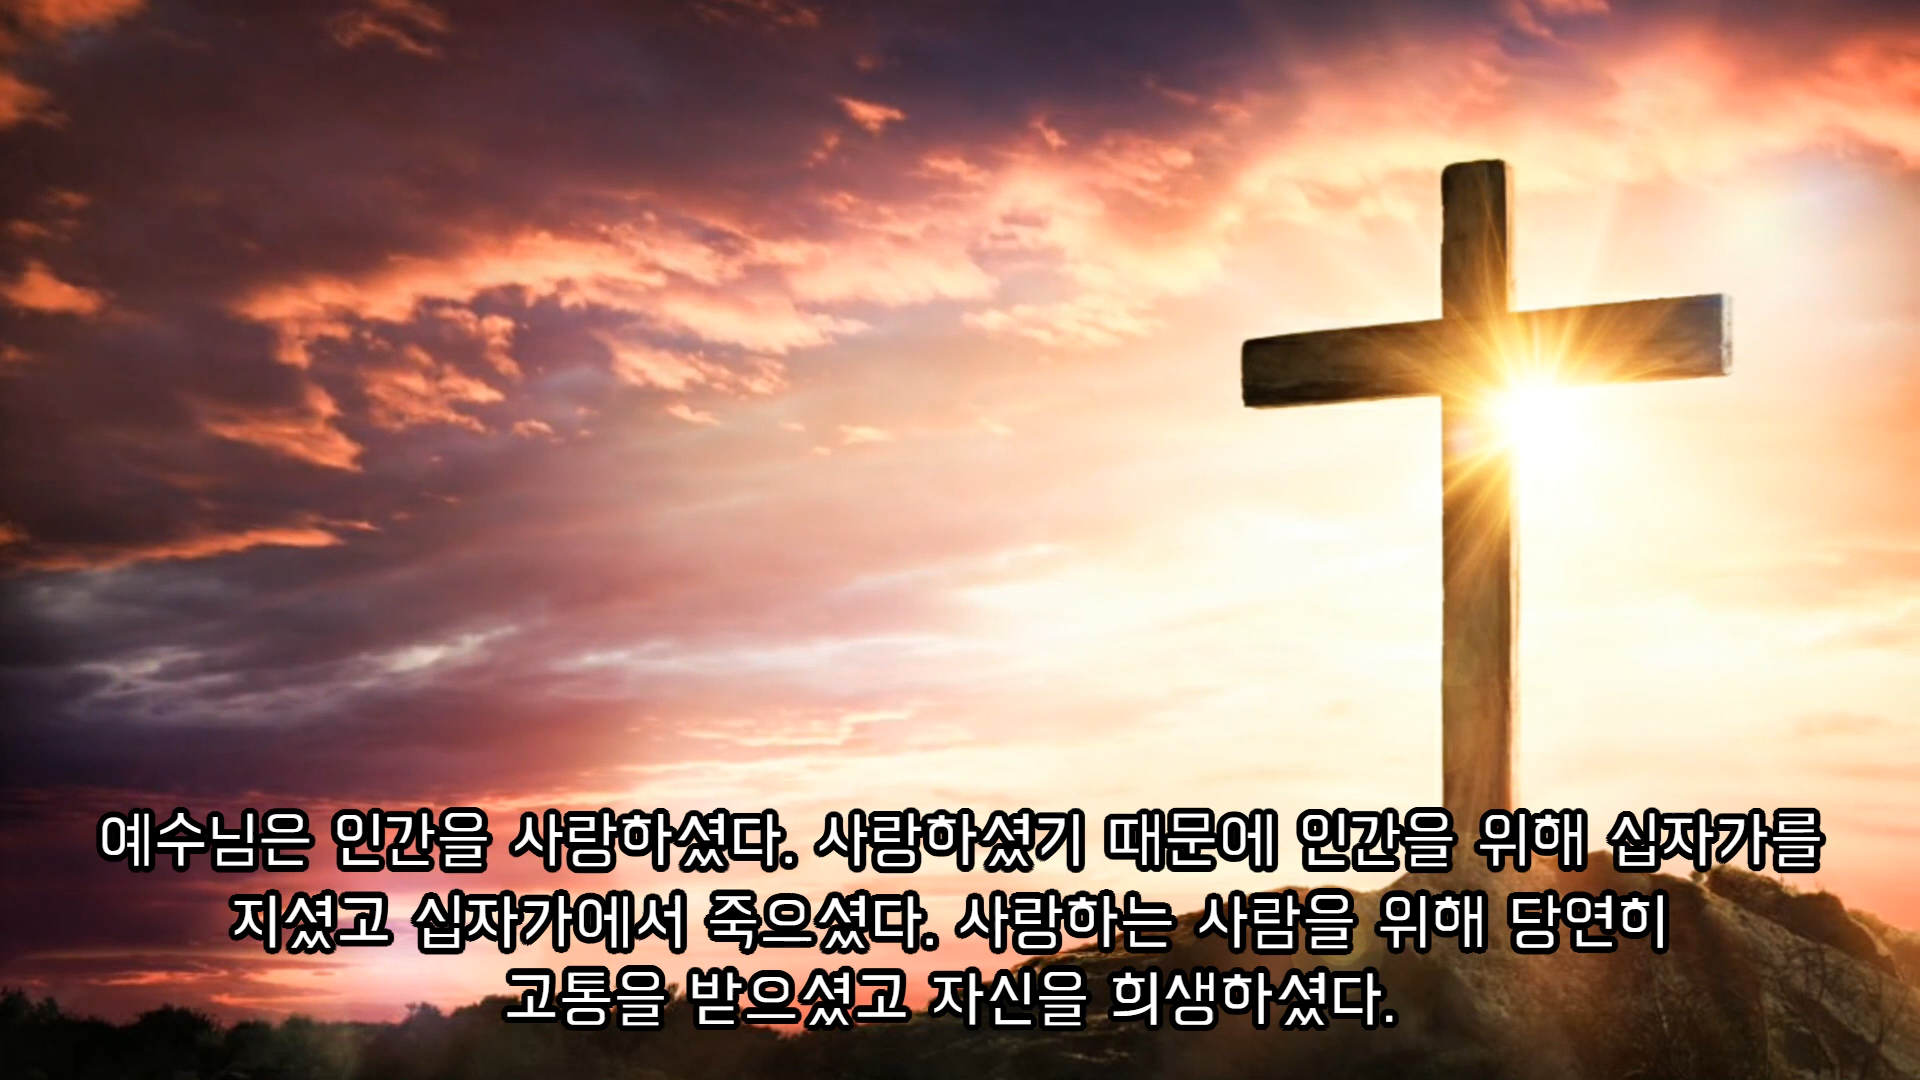 예수님은 인간을 사랑하셨다. 사랑하셨기 때문에 인간을 위해 십자가를
지셨고 십자가에서 죽으셨다. 사랑하는 사람을 위해 당연히
고통을 받으셨고 자신을 희생하셨다.